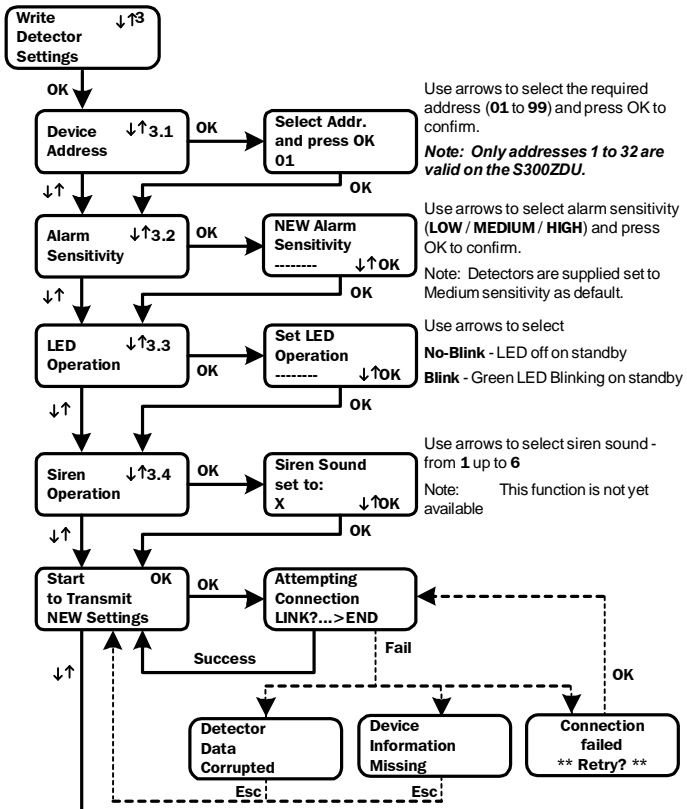 Write ↓↑3
Detector
Settings
OK
Device ↓↑3.1
Address
OK
Select Addr.
and press OK
01
Use arrows to select the required
address (01 to 99) and press OK to
confirm.
Note: Only addresses 1 to 32 are
valid on the S300ZDU.
↓↑
OK
Alarm ↓↑3.2
Sensitivity
OK
NEW Alarm
Sensitivity
-------- ↓↑OK
Use arrows to select alarm sensitivity
(LOW / MEDIUM / HIGH) and press
OK to confirm.
Note: Detectors are supplied set to
Medium sensitivity as default.
↓↑
OK
LED ↓↑3.3
Operation
OK
Set LED
Operation
-------- ↓↑OK
Use arrows to select
No-Blink - LED off on standby
Blink - Green LED Blinking on standby
↓↑
OK
Siren ↓↑3.4
Operation
OK
Siren Sound
set to:
X ↓↑OK
Use arrows to select siren sound -
from 1 up to 6
Note: This function is not yet
available
↓↑
OK
Start OK
to Transmit
NEW Settings
OK
Attempting
Connection
LINK?...>END
Success
Fail
OK
↓↑
Detector
Data
Corrupted
Device
Information
Missing
Connection
failed
** Retry? **
Esc
Esc